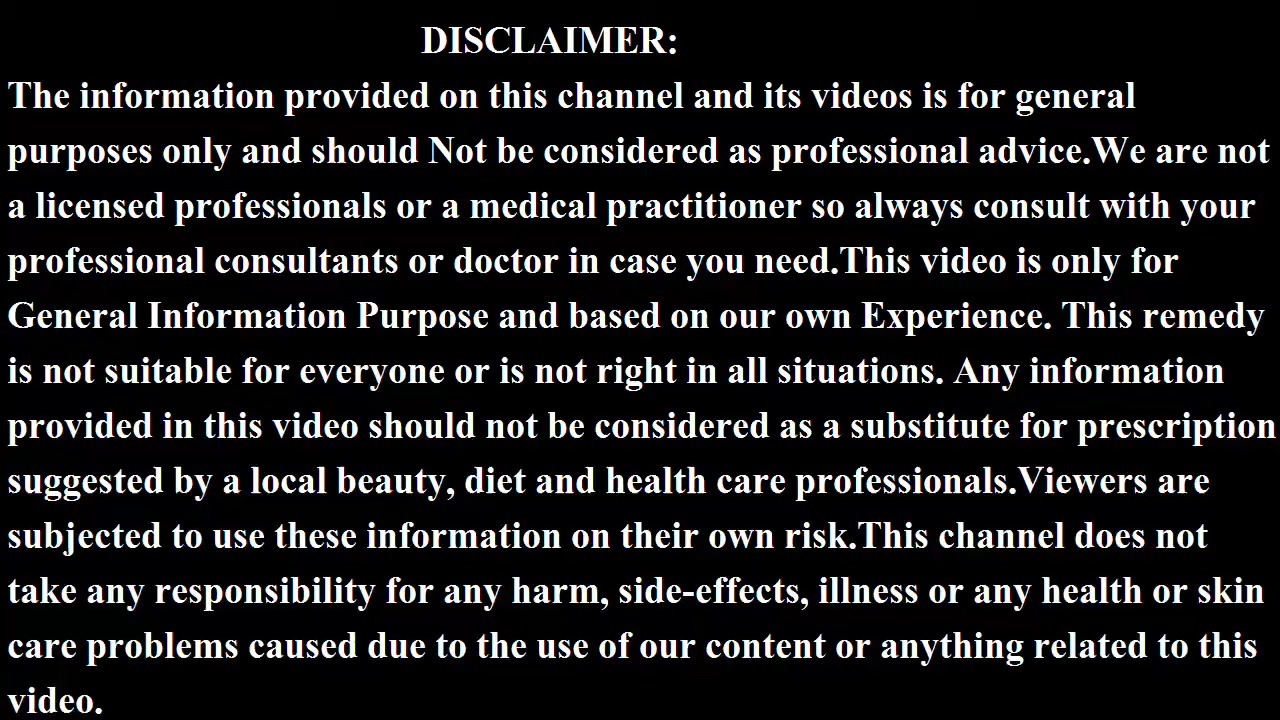 DISCLAIMER:
The information provided on this channel and its videos is for general
purposes only and should Not be considered as professional advice.We are not
a licensed professionals or a medical practitioner so always consult with your
professional consultants or doctor in case you need.This video is only for
General Information Purpose and based on our own Experience. This remedy
is not suitable for everyone or is not right in all situations. Any information
provided in this video should not be considered as a substitute for prescription
suggested by a local beauty, diet and health care professionals.Viewers are
subjected to use these information on their own risk.This channel does not
take any responsibility for any harm, side-effects, illness or any health or skin
care problems caused due to the use of our content or anything related to this
video.